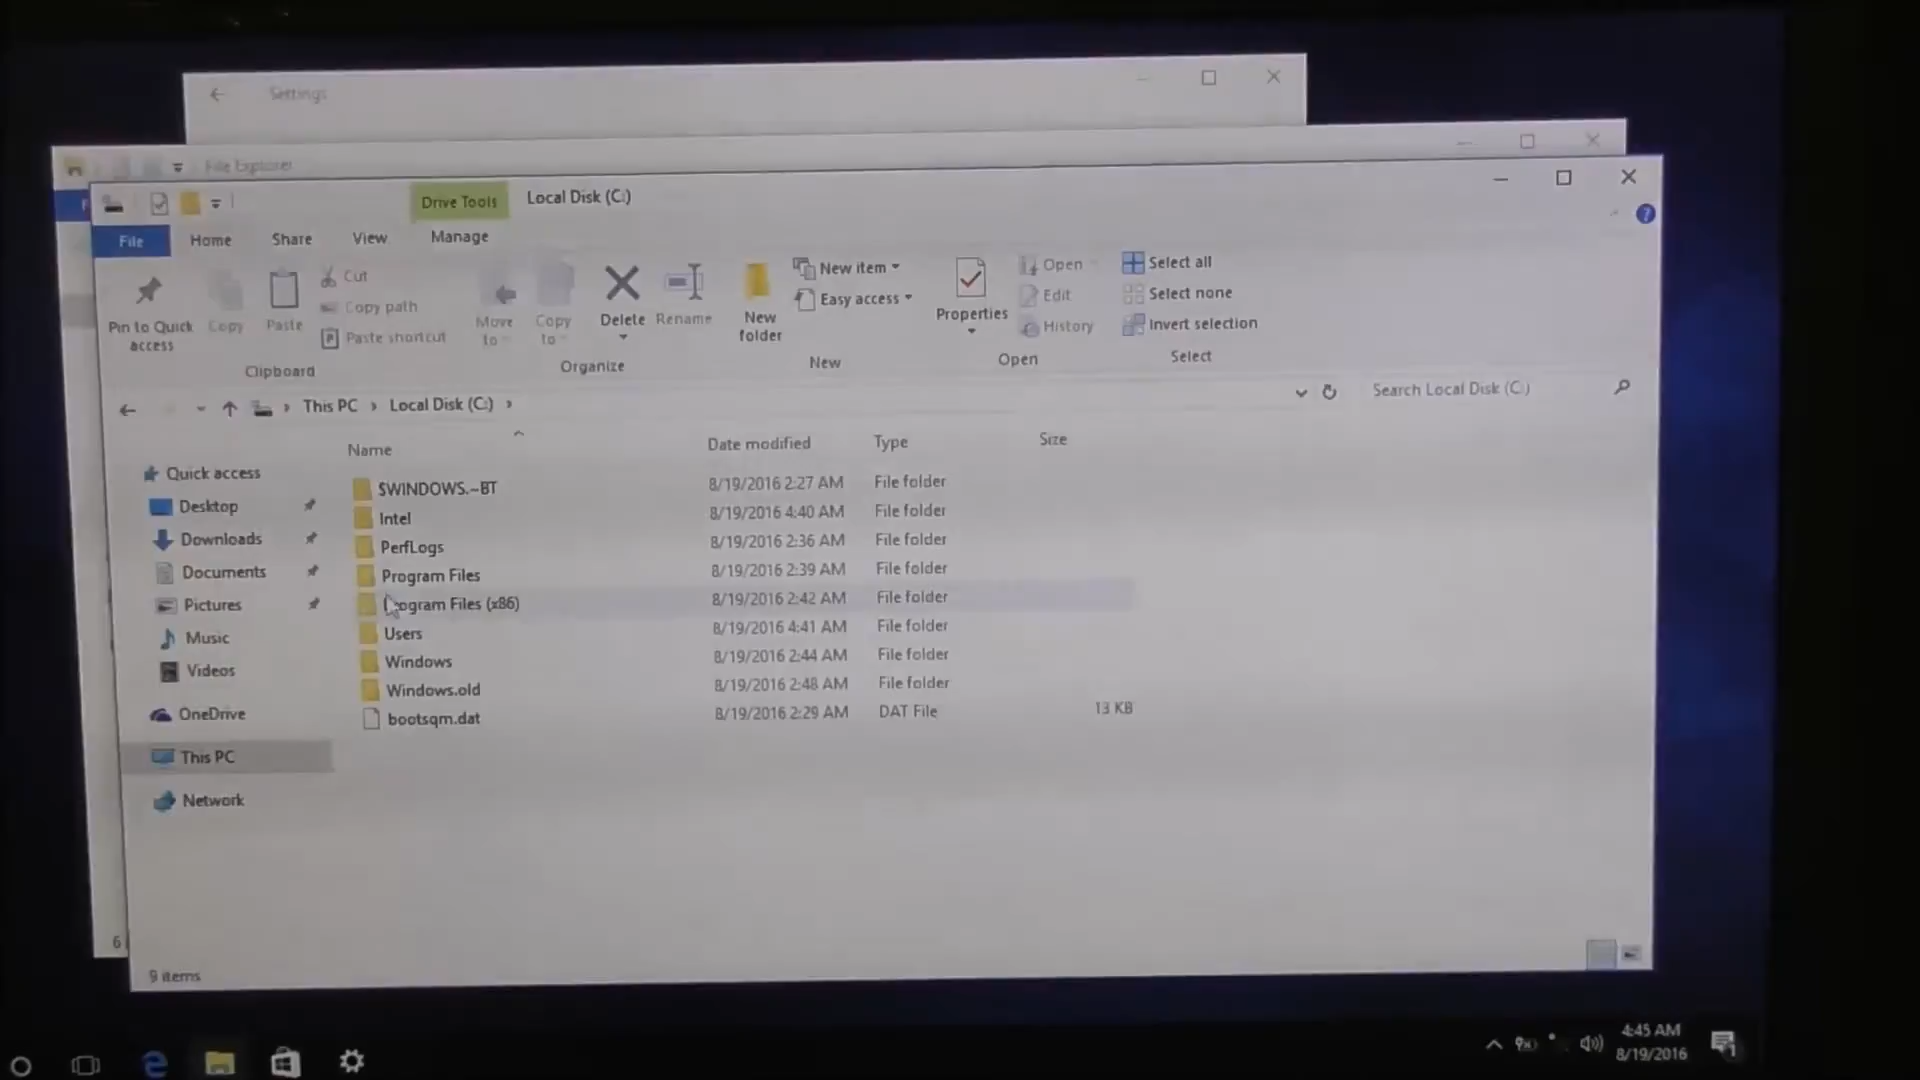 Settings
File Explorer
Drive Tools
Local Disk (C:)
File
Home
Share
View
Manage
Pin to Quick access
Copy
Paste
Cut
Copy path
Paste shortcut
Clipboard
Move to
Copy to
Delete
Rename
Organize
New folder
New item
Easy access
New
Properties
Open
Edit
History
Open
Select all
Select none
Invert selection
Select
This PC › Local Disk (C:) ›
Search Local Disk (C:)
Name Date modified Type Size
Quick access
Desktop
Downloads
Documents
Pictures
Music
Videos
OneDrive
This PC
Network
$WINDOWS.~BT 8/19/2016 2:27 AM File folder
Intel 8/19/2016 4:40 AM File folder
PerfLogs 8/19/2016 2:36 AM File folder
Program Files 8/19/2016 2:39 AM File folder
Program Files (x86) 8/19/2016 2:42 AM File folder
Users 8/19/2016 4:41 AM File folder
Windows 8/19/2016 2:44 AM File folder
Windows.old 8/19/2016 2:48 AM File folder
bootsqm.dat 8/19/2016 2:29 AM DAT File 13 KB
6
9 items
4:45 AM
8/19/2016
1